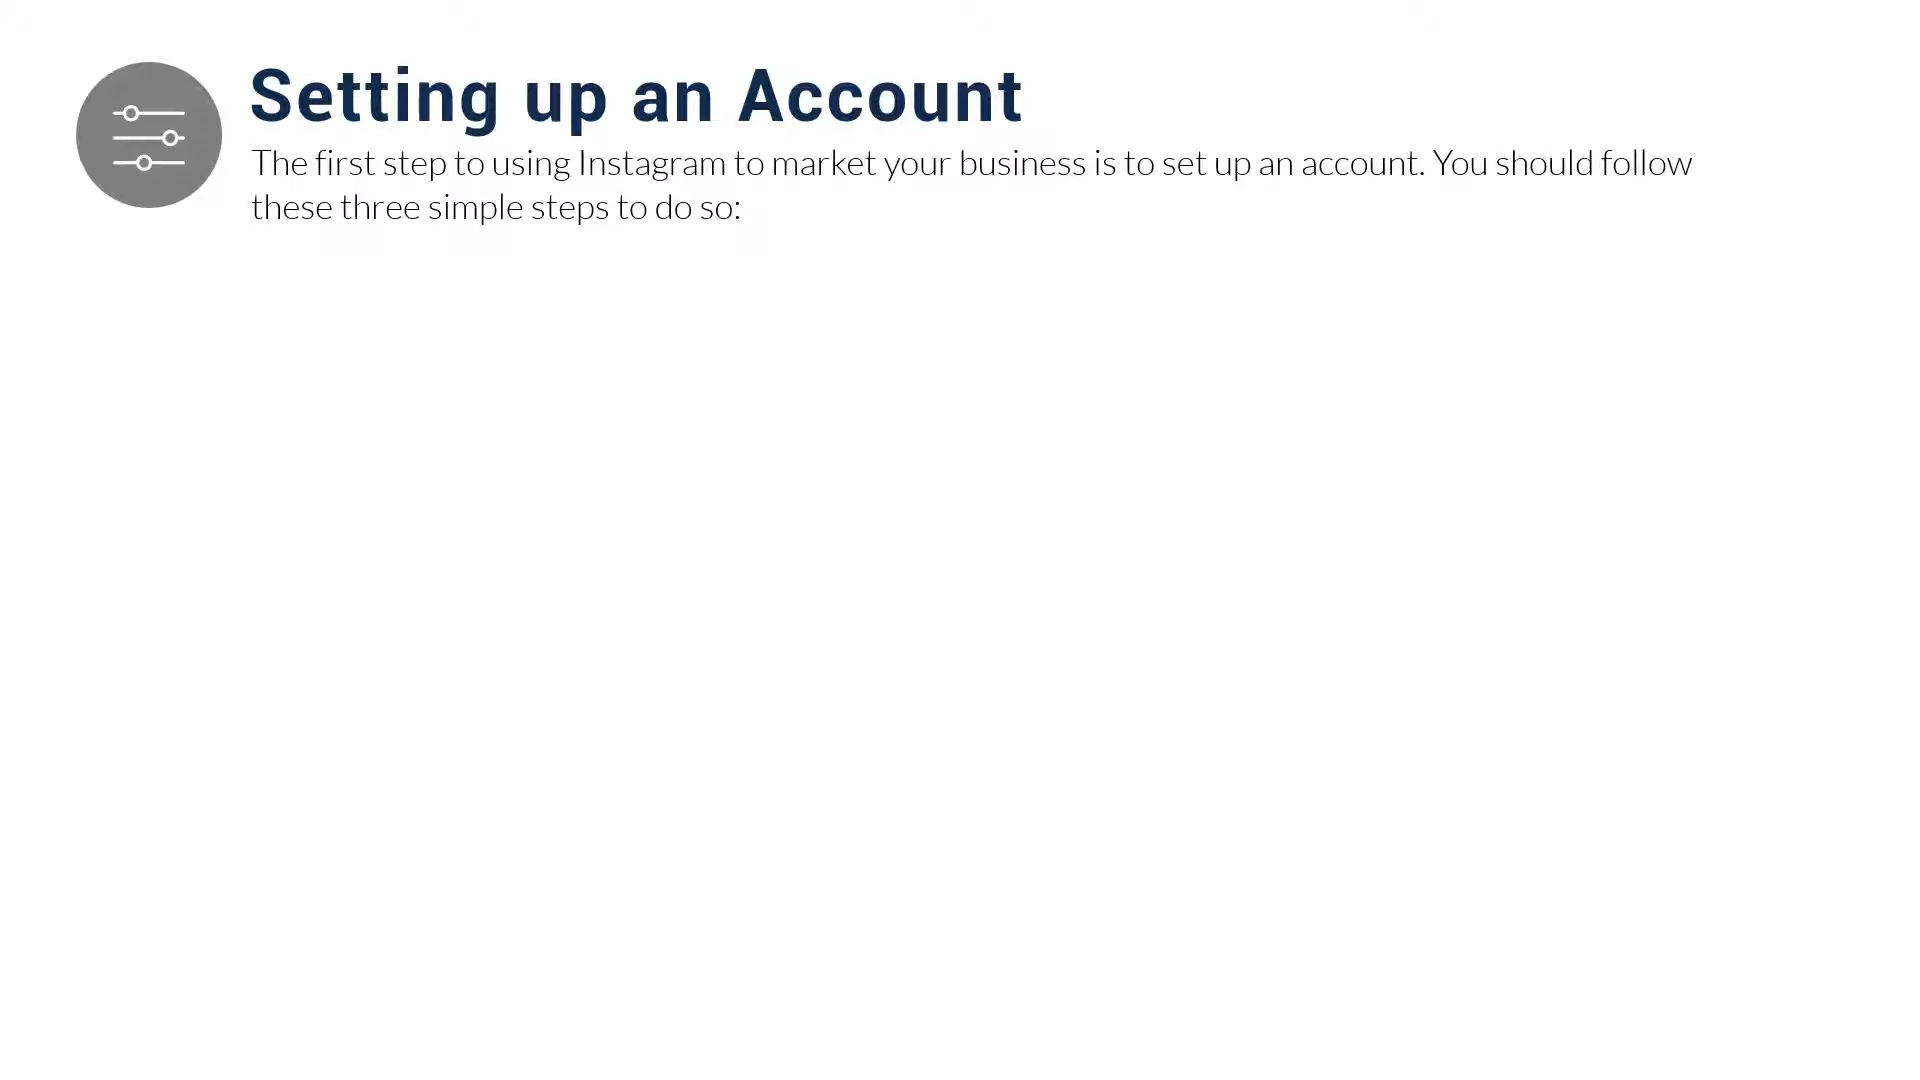 Setting up an Account
The first step to using Instagram to market your business is to set up an account. You should follow
these three simple steps to do so: